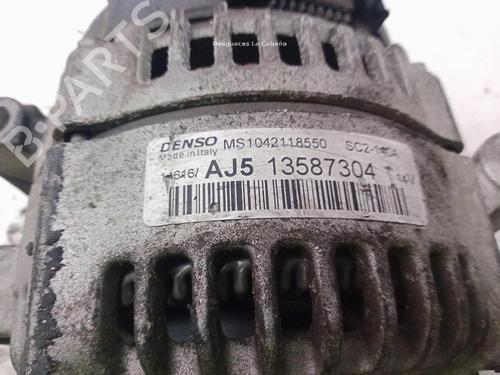 Desguaces La Cabaña
B-PARTS
DENSO MS1042118550
Made in Italy
AJ5 13587304 14V